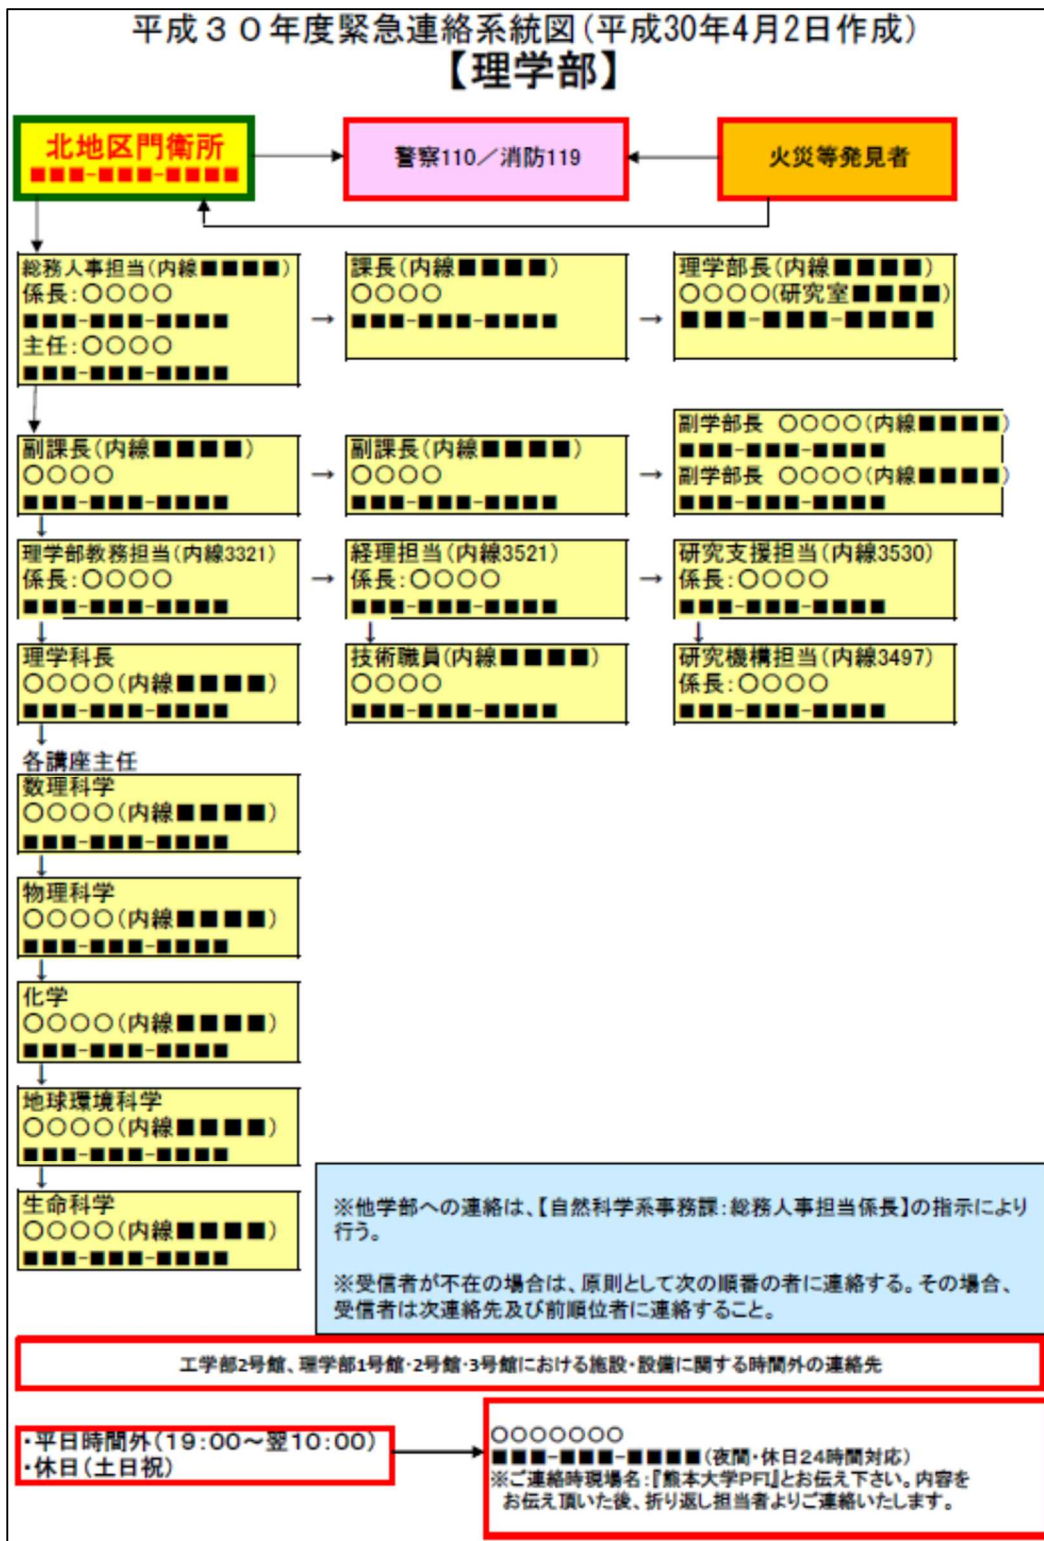 平成３０年度緊急連絡系統図(平成30年4月2日作成)
【理学部】
北地区門衛所
■■■-■■■-■■■■
警察110／消防119
火災等発見者
総務人事担当(内線■■■■)
係長:○○○○
■■■-■■■-■■■■
主任:○○○○
■■■-■■■-■■■■
→
課長(内線■■■■)
○○○○
■■■-■■■-■■■■
→
理学部長(内線■■■■)
○○○○(研究室■■■■)
■■■-■■■-■■■■
副課長(内線■■■■)
○○○○
■■■-■■■-■■■■
→
副課長(内線■■■■)
○○○○
■■■-■■■-■■■■
→
副学部長 ○○○○(内線■■■■)
■■■-■■■-■■■■
副学部長 ○○○○(内線■■■■)
■■■-■■■-■■■■
↓
理学部教務担当(内線3321)
係長:○○○○
■■■-■■■-■■■■
→
経理担当(内線3521)
係長:○○○○
■■■-■■■-■■■■
→
研究支援担当(内線3530)
係長:○○○○
■■■-■■■-■■■■
↓
↓
↓
理学科長
○○○○(内線■■■■)
■■■-■■■-■■■■
技術職員(内線■■■■)
○○○○
■■■-■■■-■■■■
研究機構担当(内線3497)
係長:○○○○
■■■-■■■-■■■■
↓
各講座主任
数理科学
○○○○(内線■■■■)
■■■-■■■-■■■■
↓
物理科学
○○○○(内線■■■■)
■■■-■■■-■■■■
↓
化学
○○○○(内線■■■■)
■■■-■■■-■■■■
↓
地球環境科学
○○○○(内線■■■■)
■■■-■■■-■■■■
↓
生命科学
○○○○(内線■■■■)
■■■-■■■-■■■■
※他学部への連絡は、【自然科学系事務課:総務人事担当係長】の指示により
行う。
※受信者が不在の場合は、原則として次の順番の者に連絡する。その場合、
受信者は次連絡先及び前順位者に連絡すること。
工学部2号館、理学部1号館･2号館･3号館における施設･設備に関する時間外の連絡先
･平日時間外(19:00～翌10:00)
･休日(土日祝)
○○○○○○○
■■■-■■■-■■■■(夜間･休日24時間対応)
※ご連絡時現場名:『熊本大学PFI』とお伝え下さい。内容を
お伝え頂いた後、折り返し担当者よりご連絡いたします。